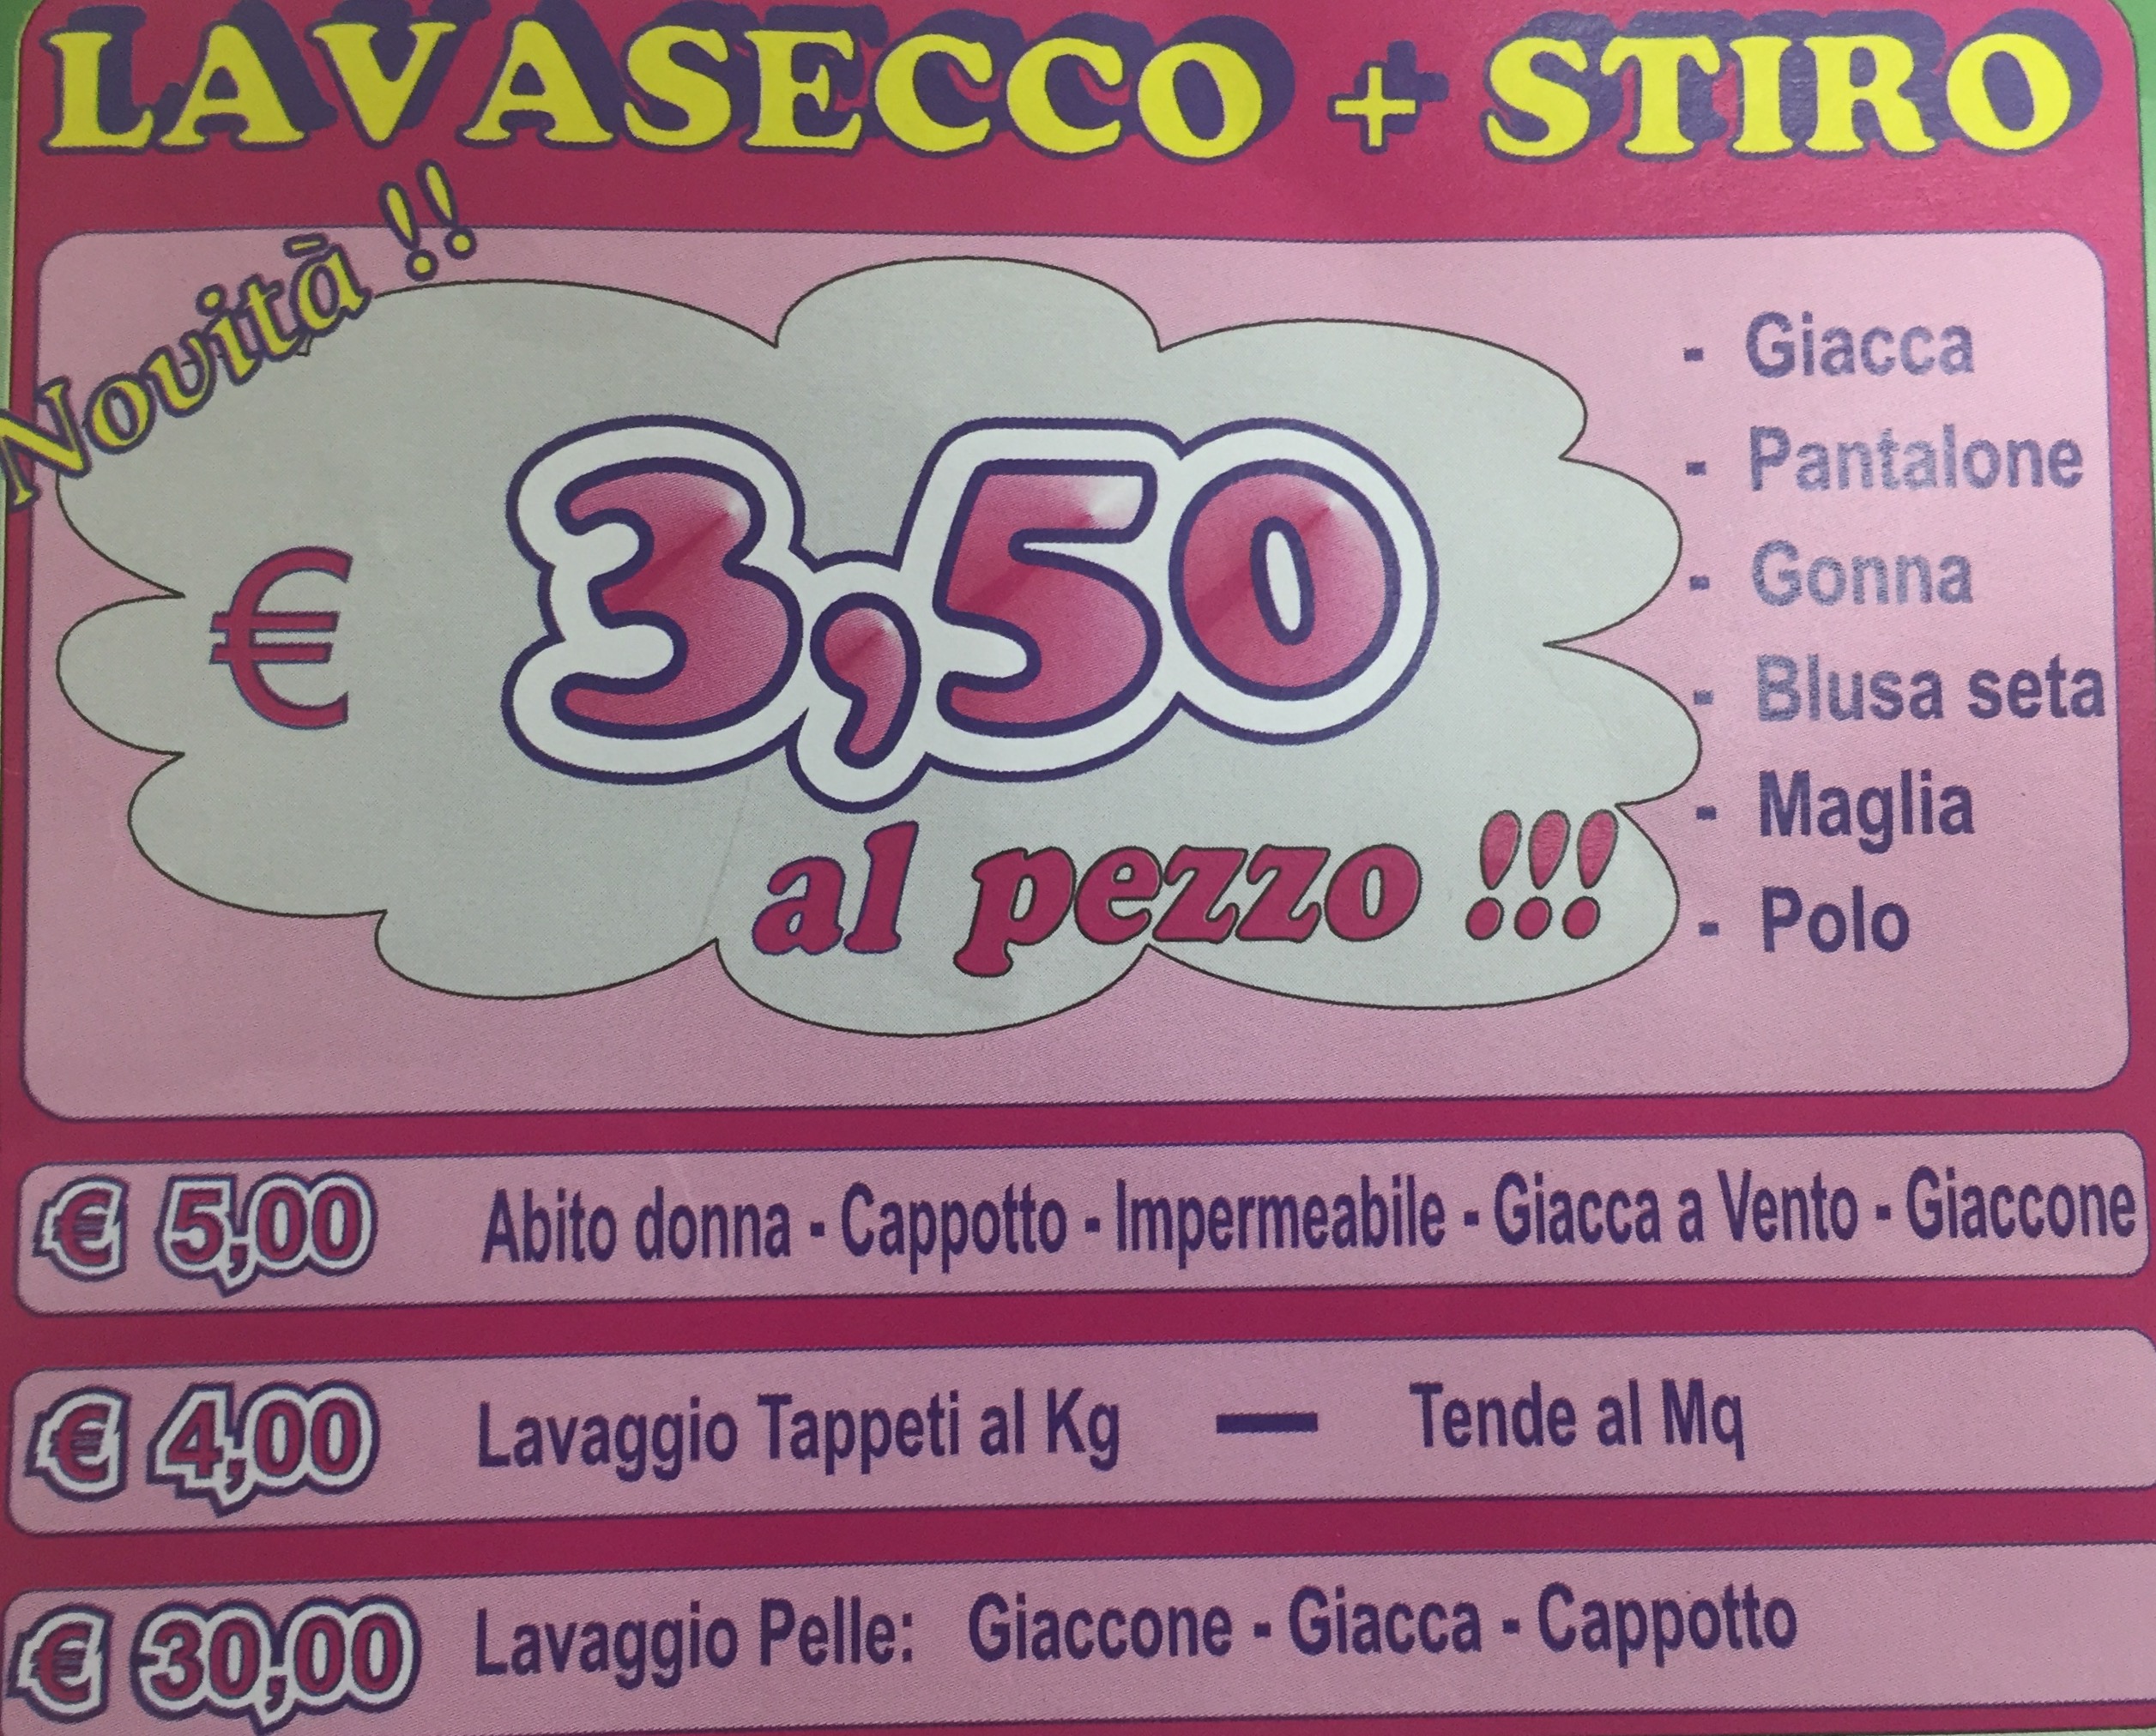 LAVASECCO + STIRO
Novitā !!
€ 3,50
al pezzo !!!
- Giacca
- Pantalone
- Gonna
- Blusa seta
- Maglia
- Polo
€ 5,00 Abito donna - Cappotto - Impermeabile - Giacca a Vento - Giaccone
€ 4,00 Lavaggio Tappeti al Kg — Tende al Mq
€ 30,00 Lavaggio Pelle: Giaccone - Giacca - Cappotto